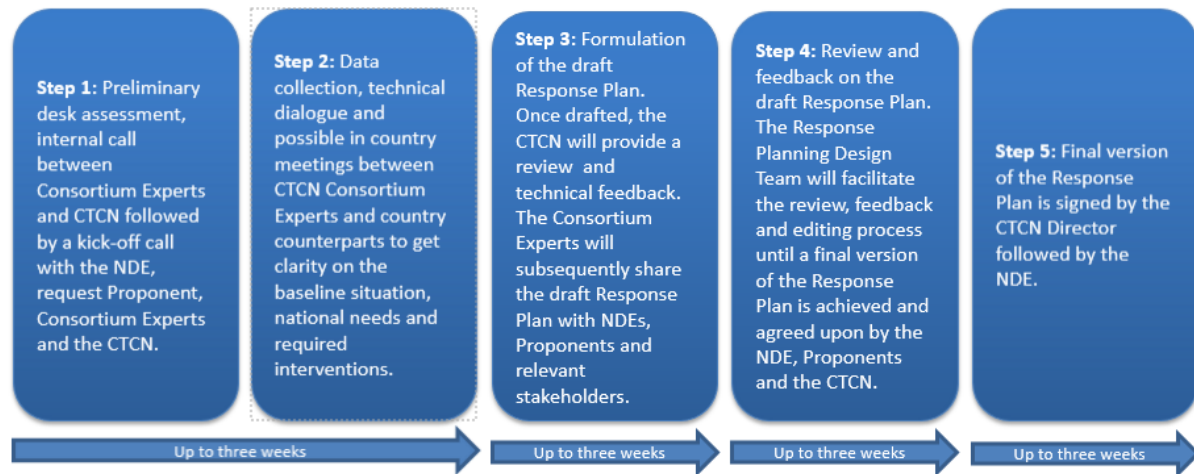 Step 1: Preliminary
desk assessment,
internal call
between
Consortium Experts
and CTCN followed
by a kick-off call
with the NDE,
request Proponent,
Consortium Experts
and the CTCN.
Step 2: Data
collection, technical
dialogue and
possible in country
meetings between
CTCN Consortium
Experts and country
counterparts to get
clarity on the
baseline situation,
national needs and
required
interventions.
Step 3: Formulation
of the draft
Response Plan.
Once drafted, the
CTCN will provide a
review and
technical feedback.
The Consortium
Experts will
subsequently share
the draft Response
Plan with NDEs,
Proponents and
relevant
stakeholders.
Step 4: Review and
feedback on the
draft Response Plan.
The Response
Planning Design
Team will facilitate
the review, feedback
and editing process
until a final version
of the Response
Plan is achieved and
agreed upon by the
NDE, Proponents
and the CTCN.
Step 5: Final version
of the Response
Plan is signed by the
CTCN Director
followed by the
NDE.
Up to three weeks
Up to three weeks
Up to three weeks
Up to three weeks